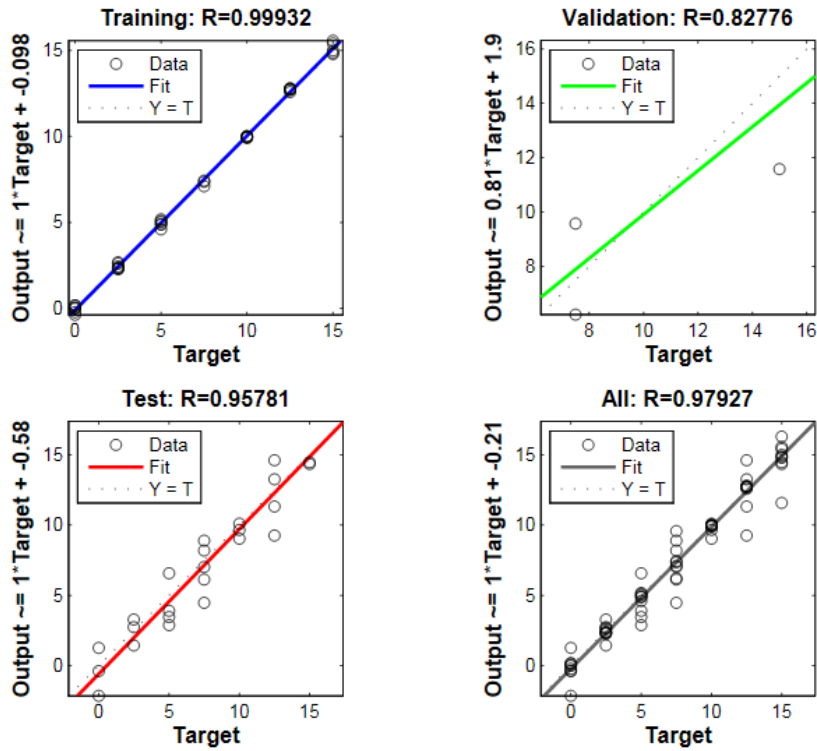 Training: R=0.99932
Output ~= 1*Target + -0.098
Data
Fit
Y = T
15
10
5
0
0 5 10 15
Target
Validation: R=0.82776
Output ~= 0.81*Target + 1.9
Data
Fit
Y = T
16
14
12
10
8
8 10 12 14 16
Target
Test: R=0.95781
Output ~= 1*Target + -0.58
Data
Fit
Y = T
15
10
5
0
0 5 10 15
Target
All: R=0.97927
Output ~= 1*Target + -0.21
Data
Fit
Y = T
15
10
5
0
0 5 10 15
Target